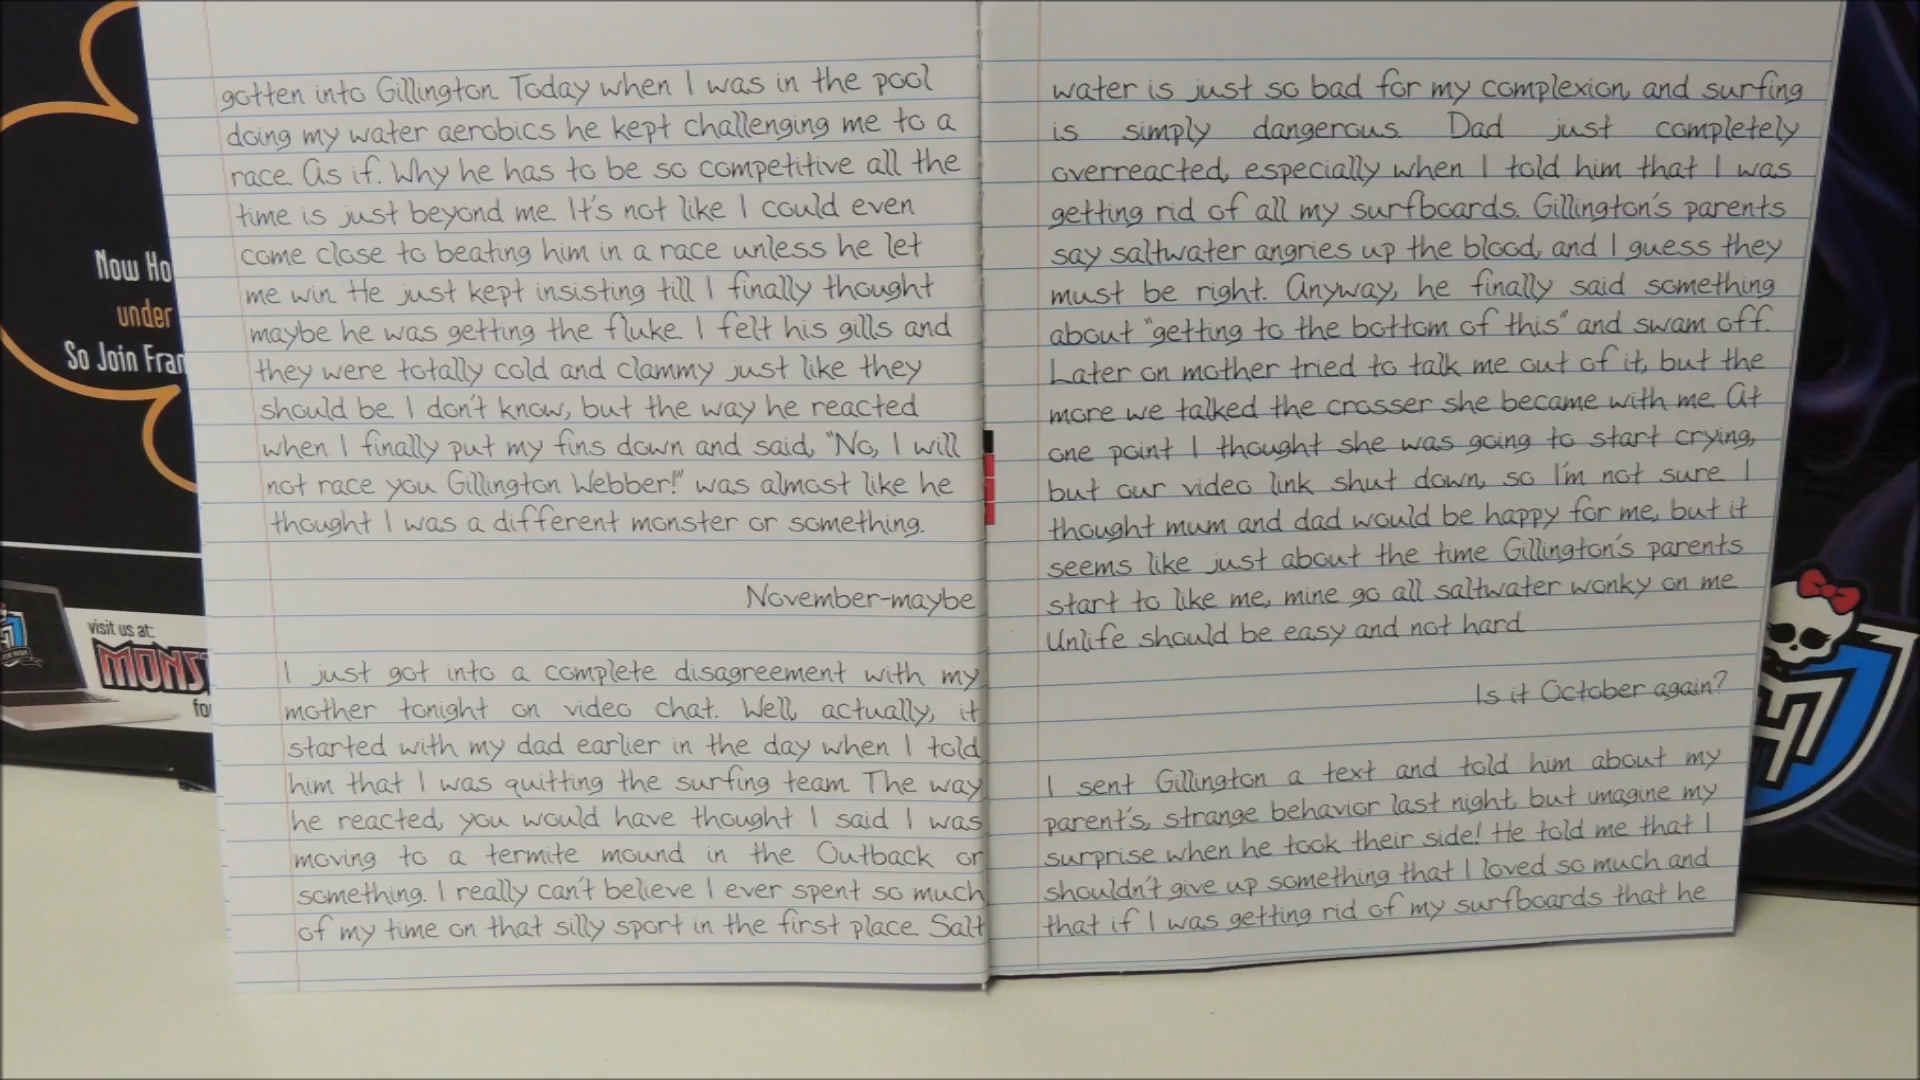 gotten into Gillington Today when I was in the pool
doing my water aerobics he kept challenging me to a
race. As if. Why he has to be so competitive all the
time is just beyond me. It's not like I could even
come close to beating him in a race unless he let
me win. He just kept insisting till I finally thought
maybe he was getting the fluke. I felt his gills and
they were totally cold and clammy just like they
should be. I don't know, but the way he reacted
when I finally put my fins down and said, "No, I will
not race you Gillington Webber!" was almost like he
thought I was a different monster or something.
November-maybe
I just got into a complete disagreement with my
mother tonight on video chat. Well, actually, it
started with my dad earlier in the day when I told
him that I was quitting the surfing team. The way
he reacted, you would have thought I said I was
moving to a termite mound in the Outback or
something. I really can't believe I ever spent so much
of my time on that silly sport in the first place. Salt
water is just so bad for my complexion, and surfing
is simply dangerous. Dad just completely
overreacted, especially when I told him that I was
getting rid of all my surfboards. Gillington's parents
say saltwater angries up the blood, and I guess they
must be right. Anyway, he finally said something
about "getting to the bottom of this" and swam off.
Later on mother tried to talk me out of it, but the
more we talked the crosser she became with me. At
one point I thought she was going to start crying,
but our video link shut down, so I'm not sure. I
thought mum and dad would be happy for me, but it
seems like just about the time Gillington's parents
start to like me, mine go all saltwater wonky on me
Unlife should be easy and not hard
Is it October again?
I sent Gillington a text and told him about my
parent's, strange behavior last night, but imagine my
surprise when he took their side! He told me that I
shouldn't give up something that I loved so much and
that if I was getting rid of my surfboards that he
Now Ho
under
So Join Fran
visit us at:
MONS
fo